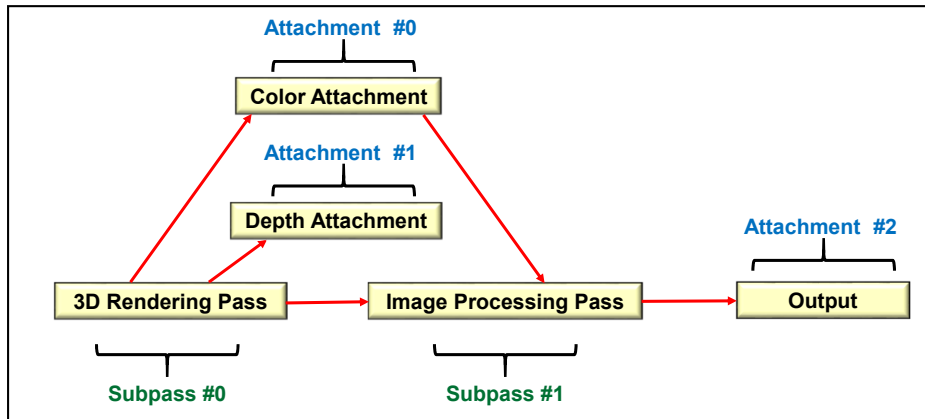 Attachment #0
Color Attachment
Attachment #1
Depth Attachment
Attachment #2
3D Rendering Pass
Image Processing Pass
Output
Subpass #0
Subpass #1